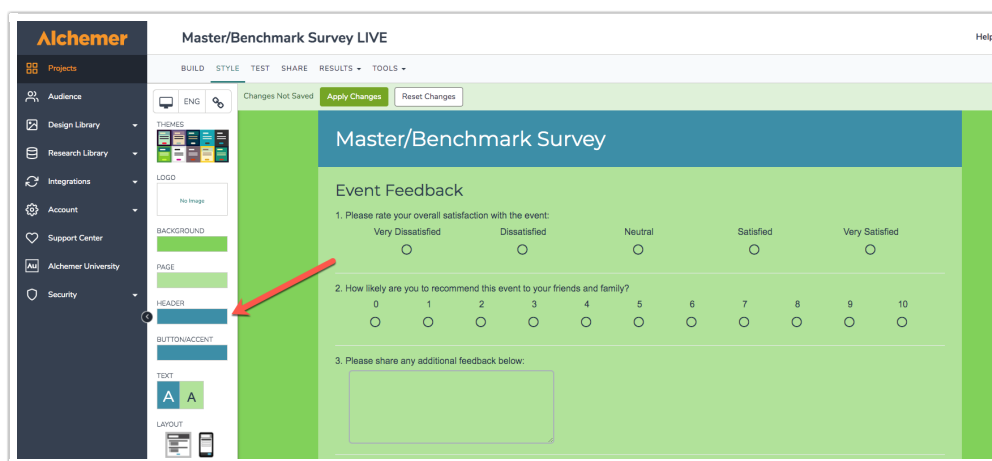 Alchemer
Master/Benchmark Survey LIVE
Help
Projects
BUILD STYLE TEST SHARE RESULTS TOOLS
Audience
ENG
Changes Not Saved Apply Changes Reset Changes
Design Library
Research Library
Integrations
Account
Support Center
Au Alchemer University
Security
THEMES
LOGO
No Image
BACKGROUND
PAGE
HEADER
BUTTON/ACCENT
TEXT
A A
LAYOUT
Master/Benchmark Survey
Event Feedback
1. Please rate your overall satisfaction with the event:
Very Dissatisfied Dissatisfied Neutral Satisfied Very Satisfied
2. How likely are you to recommend this event to your friends and family?
0 1 2 3 4 5 6 7 8 9 10
3. Please share any additional feedback below: